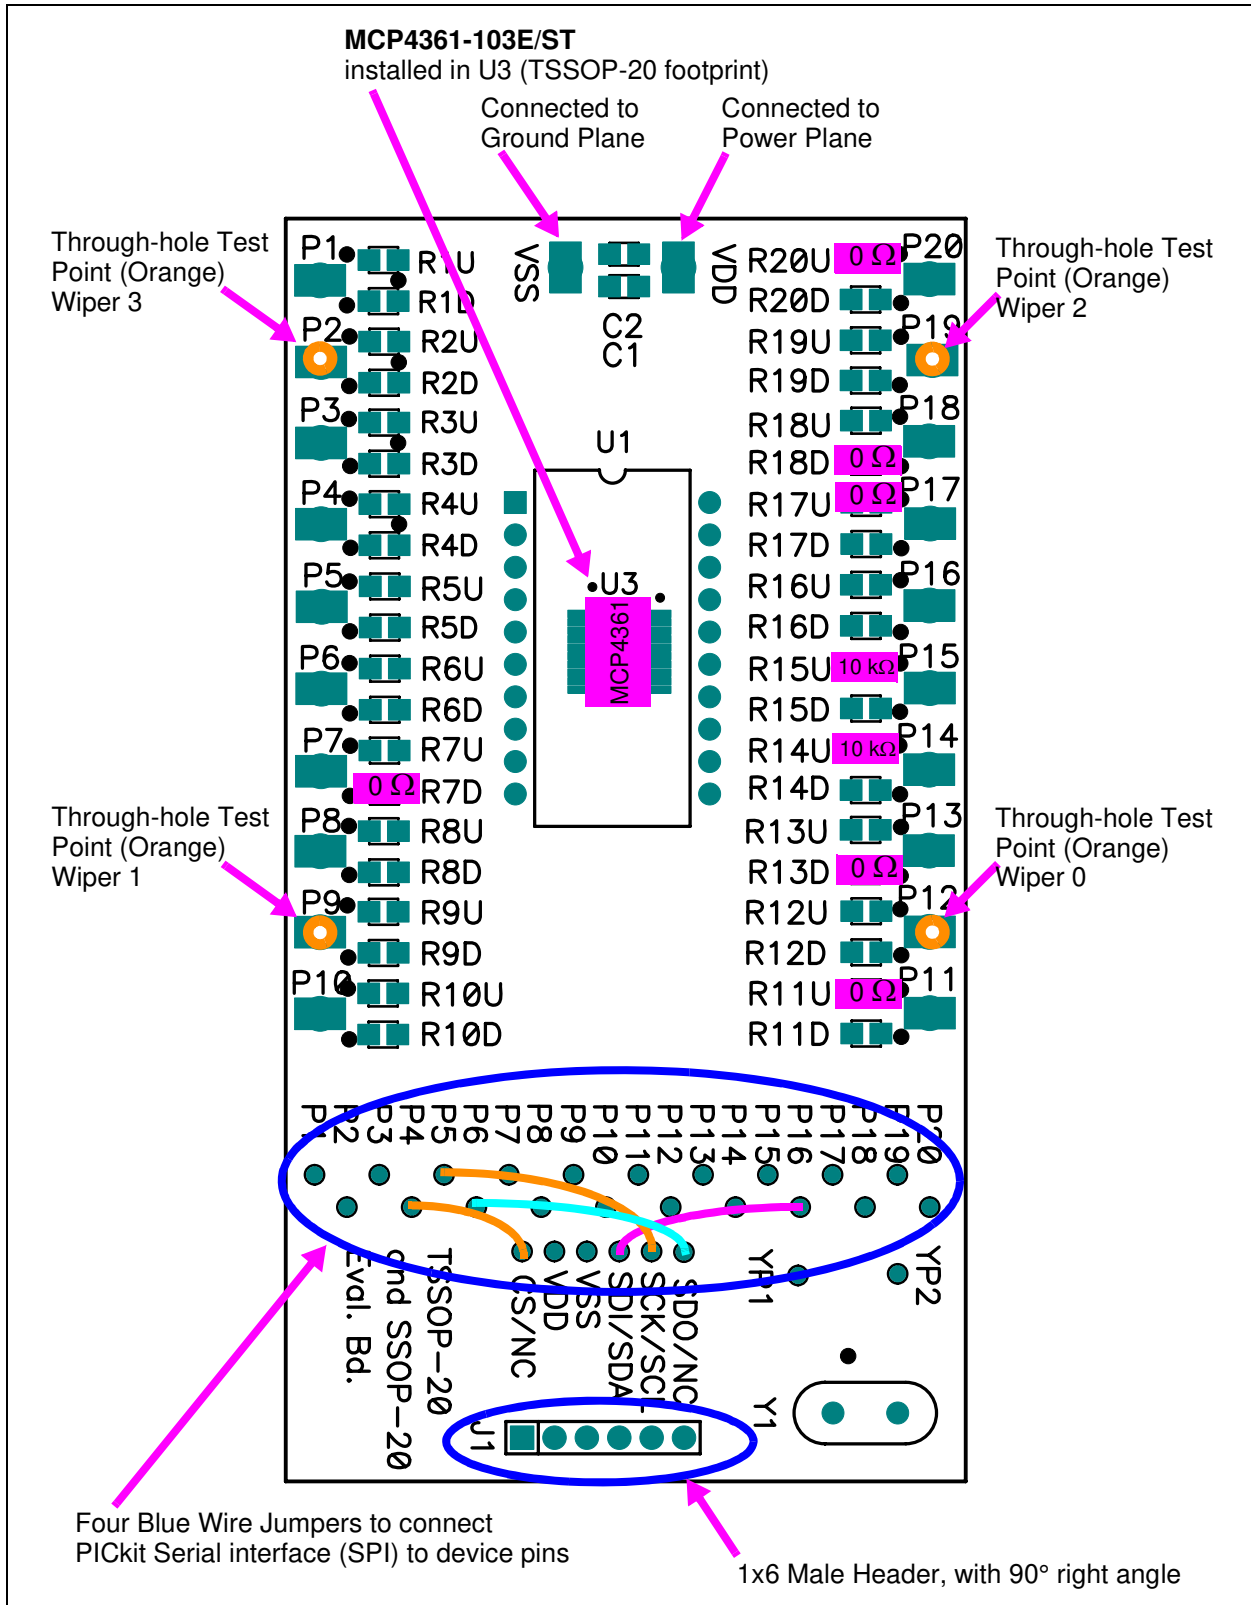 MCP4361-103E/ST
installed in U3 (TSSOP-20 footprint)
Connected to
Ground Plane
Connected to
Power Plane
Through-hole Test
Point (Orange)
Wiper 3
Through-hole Test
Point (Orange)
Wiper 2
Through-hole Test
Point (Orange)
Wiper 1
Through-hole Test
Point (Orange)
Wiper 0
P1
P2
P3
P4
P5
P6
P7
P8
P9
P10
R1U
R1D
R2U
R2D
R3U
R3D
R4U
R4D
R5U
R5D
R6U
R6D
R7U
0 Ω R7D
R8U
R8D
R9U
R9D
R10U
R10D
VSS
VDD
C2
C1
U1
U3
MCP4361
R20U 0 Ω
R20D
R19U
R19D
R18U
R18D 0 Ω
R17U 0 Ω
R17D
R16U
R16D
R15U 10 kΩ
R15D
R14U 10 kΩ
R14D
R13U
R13D 0 Ω
R12U
R12D
R11U 0 Ω
R11D
P20
P19
P18
P17
P16
P15
P14
P13
P12
P11
P1
P2
P3
P4
P5
P6
P7
P8
P9
P10
P11
P12
P13
P14
P15
P16
P17
P18
P19
P20
TSSOP-20
and SSOP-20
Eval. Bd.
CS/NC
VDD
VSS
SDI/SDA
SCK/SCL
SDO/NC
YP1
YP2
J1
Y1
Four Blue Wire Jumpers to connect
PICkit Serial interface (SPI) to device pins
1x6 Male Header, with 90° right angle